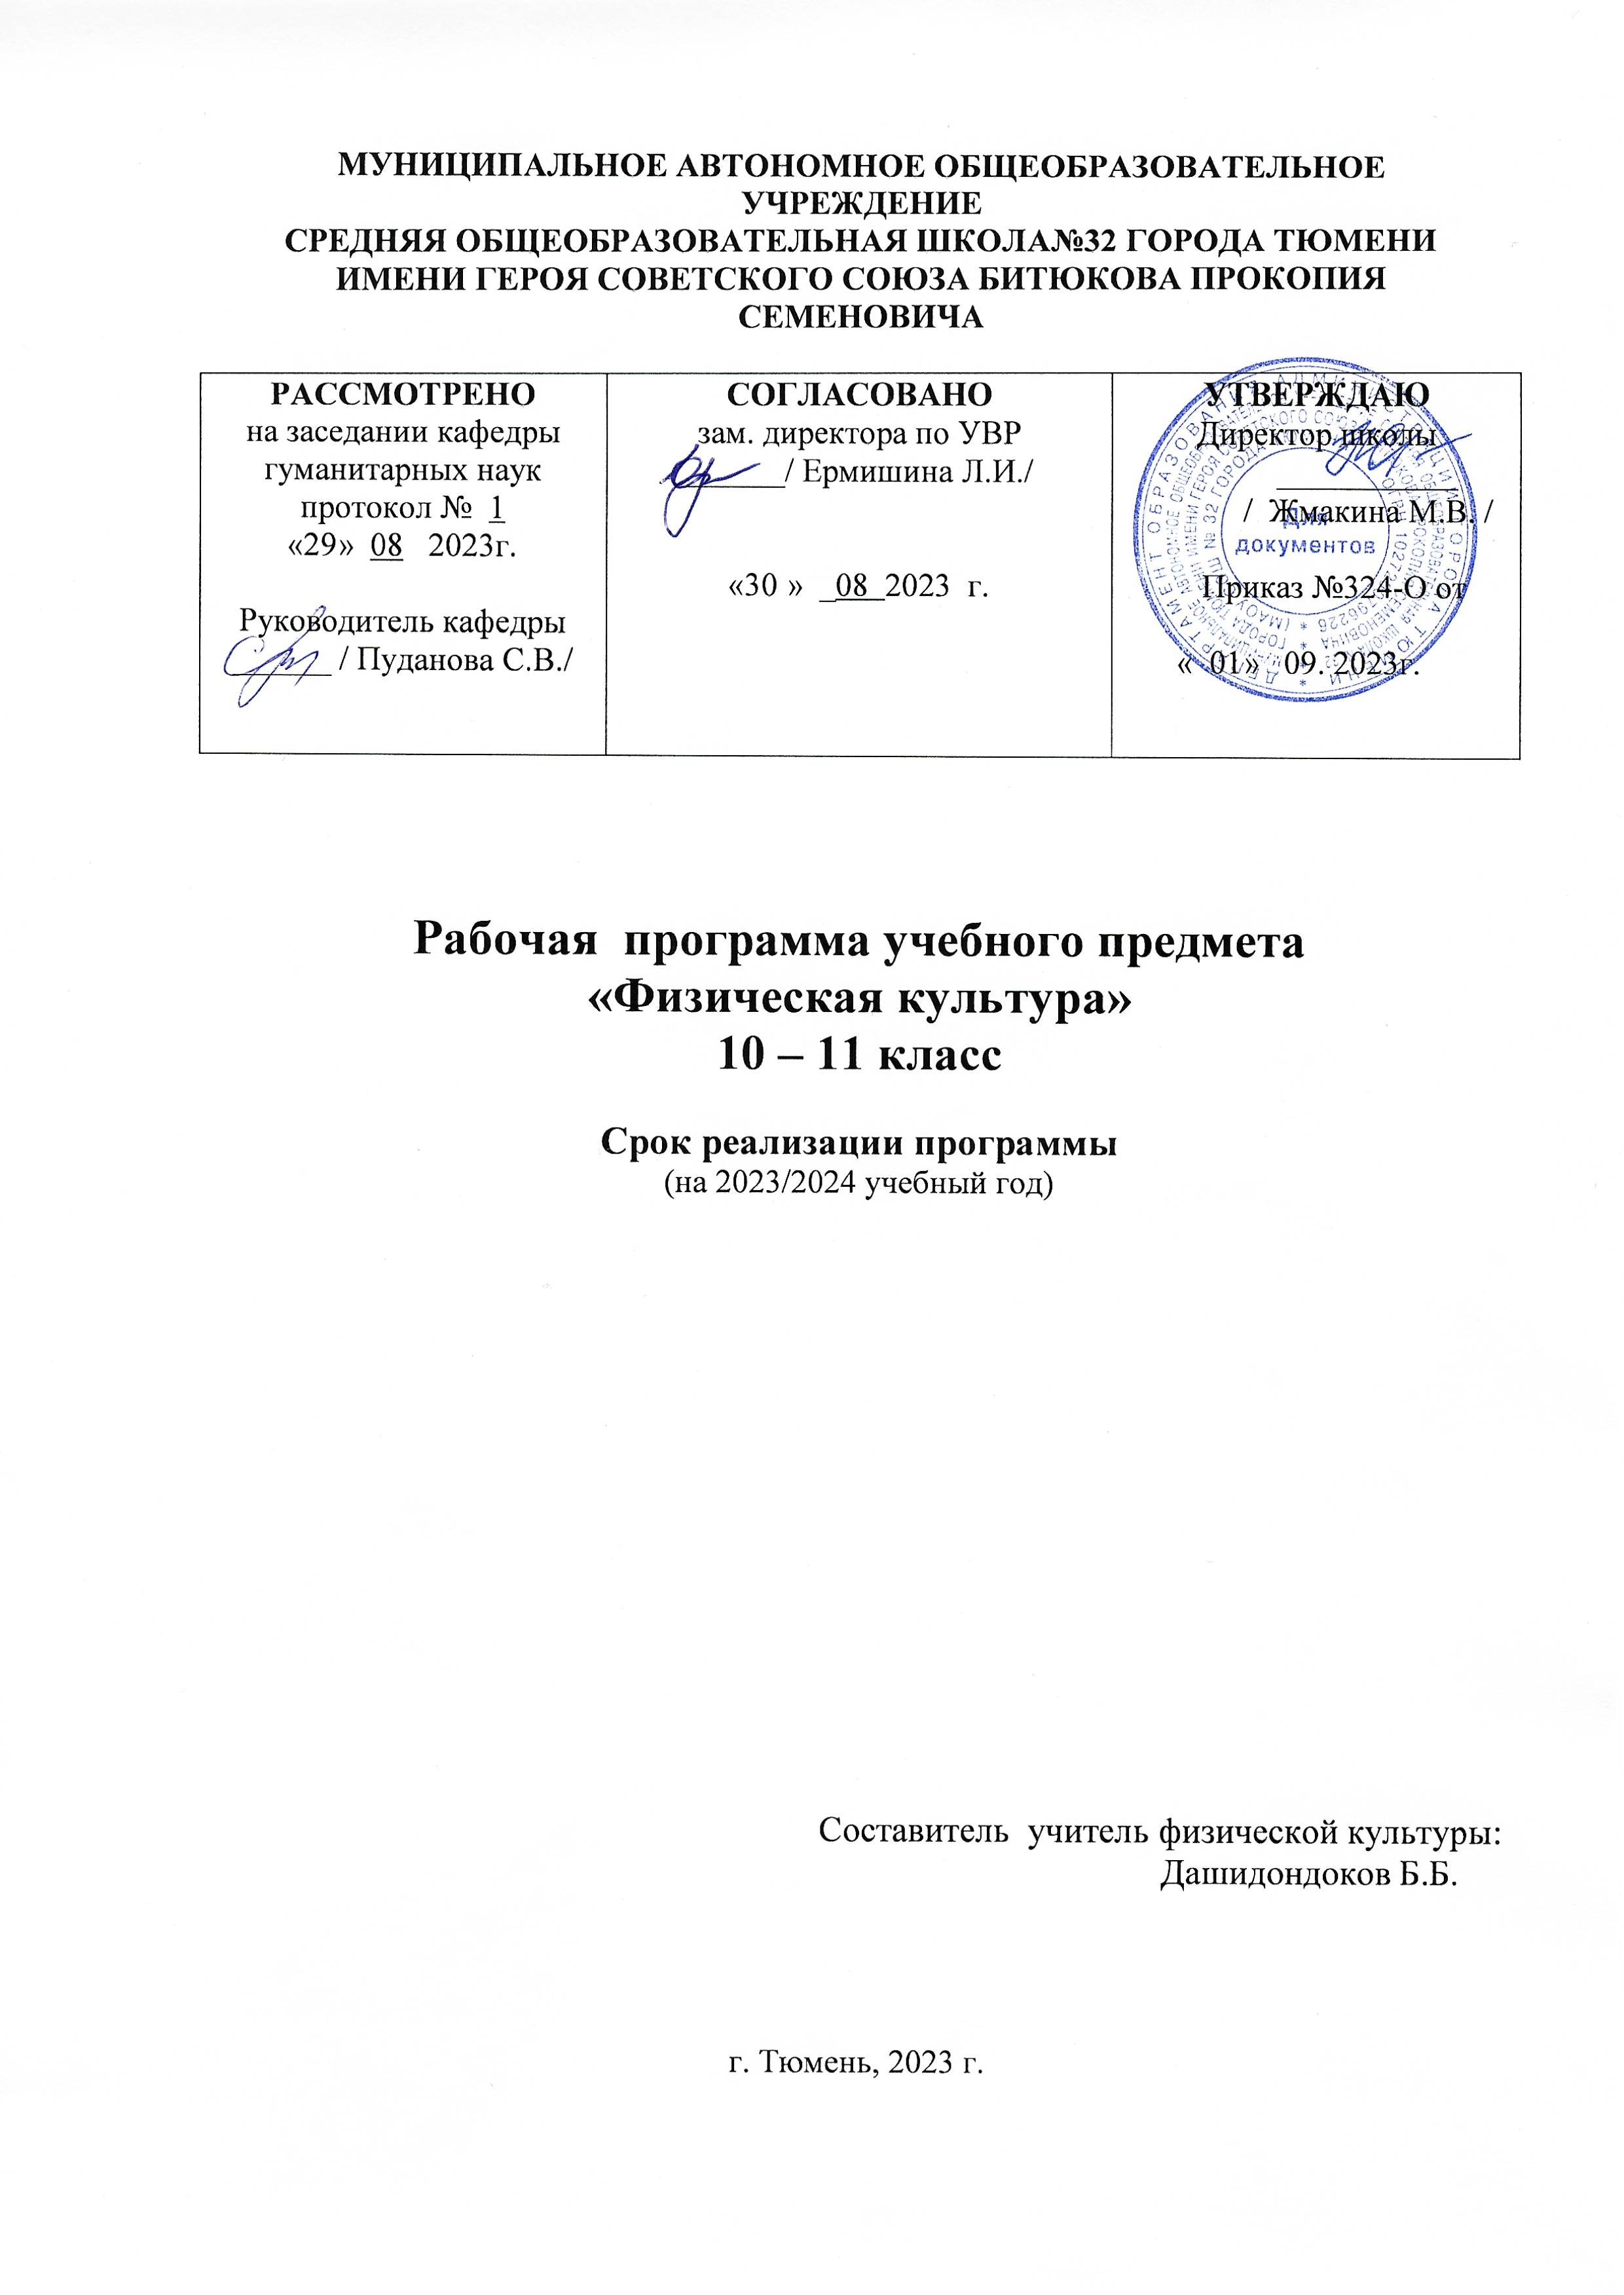 МУНИЦИПАЛЬНОЕ АВТОНОМНОЕ ОБЩЕОБРАЗОВАТЕЛЬНОЕ
УЧРЕЖДЕНИЕ
СРЕДНЯЯ ОБЩЕОБРАЗОВАТЕЛЬНАЯ ШКОЛА№32 ГОРОДА ТЮМЕНИ
ИМЕНИ ГЕРОЯ СОВЕТСКОГО СОЮЗА БИТЮКОВА ПРОКОПИЯ
СЕМЕНОВИЧА
РАССМОТРЕНО
на заседании кафедры
гуманитарных наук
протокол № 1
«29» 08 2023г.
Руководитель кафедры
/ Пуданова С.В./
СОГЛАСОВАНО
зам. директора по УВР
/ Ермишина Л.И./
«30 » _08_2023 г.
УТВЕРЖДАЮ
Директор школы
/ Жмакина М.В. /
Приказ №324-О от
« 01» 09. 2023г.
Для
документов
Рабочая программа учебного предмета
«Физическая культура»
10 – 11 класс
Срок реализации программы
(на 2023/2024 учебный год)
Составитель учитель физической культуры:
Дашидондоков Б.Б.
г. Тюмень, 2023 г.